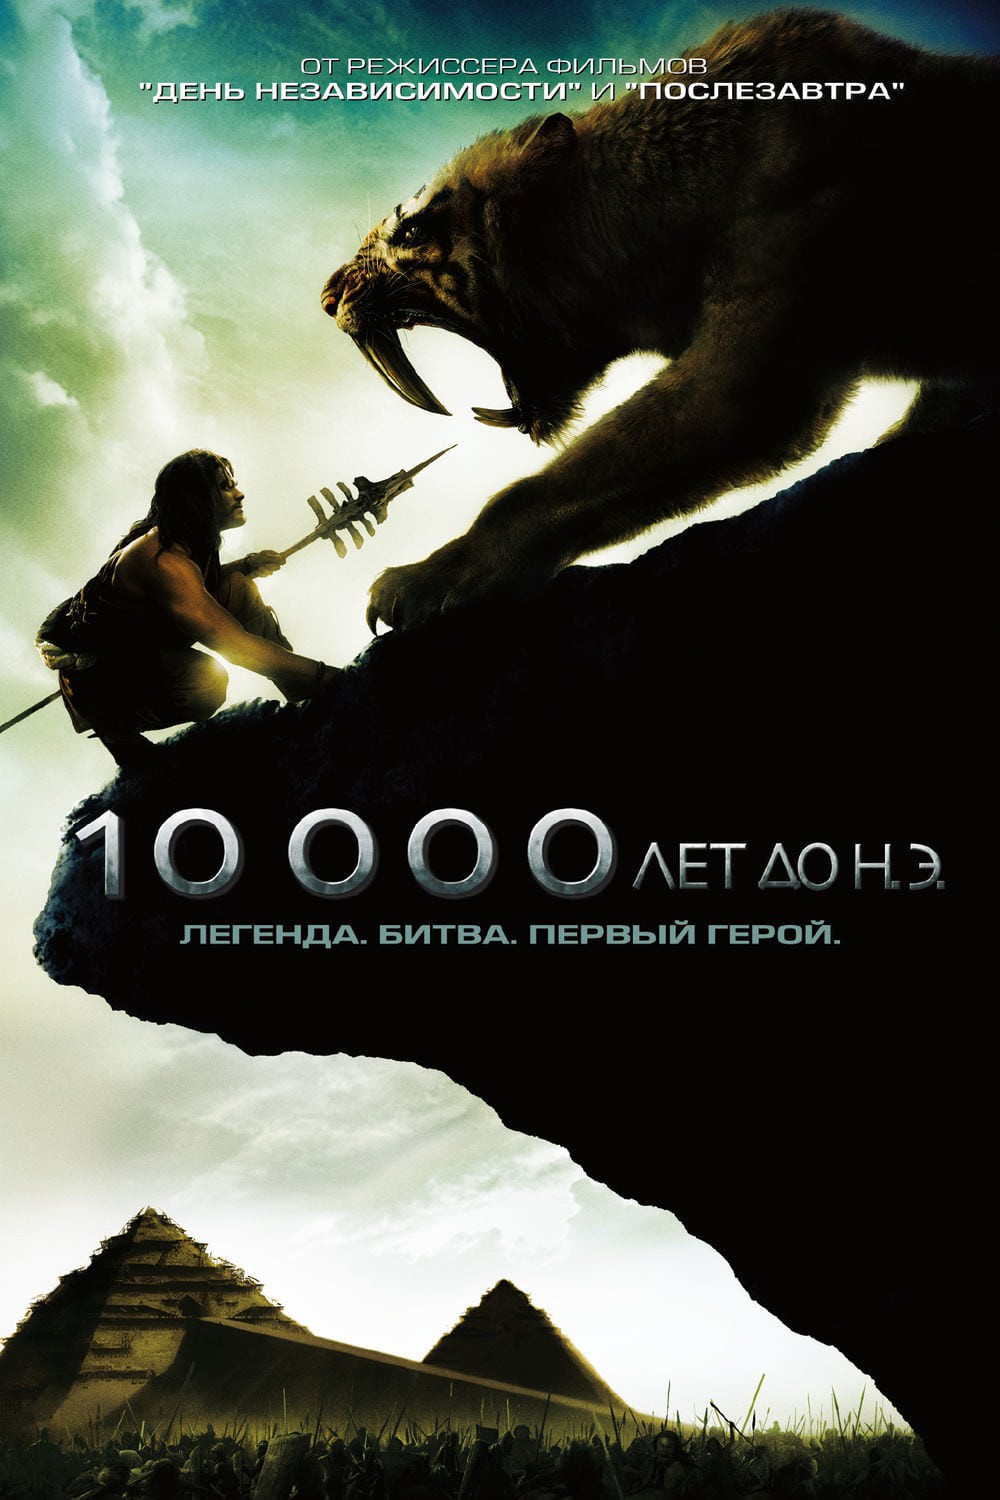 ОТ РЕЖИССЕРА ФИЛЬМОВ
"ДЕНЬ НЕЗАВИСИМОСТИ" И "ПОСЛЕЗАВТРА"
10 000 ЛЕТ ДО Н.Э.
ЛЕГЕНДА. БИТВА. ПЕРВЫЙ ГЕРОЙ.